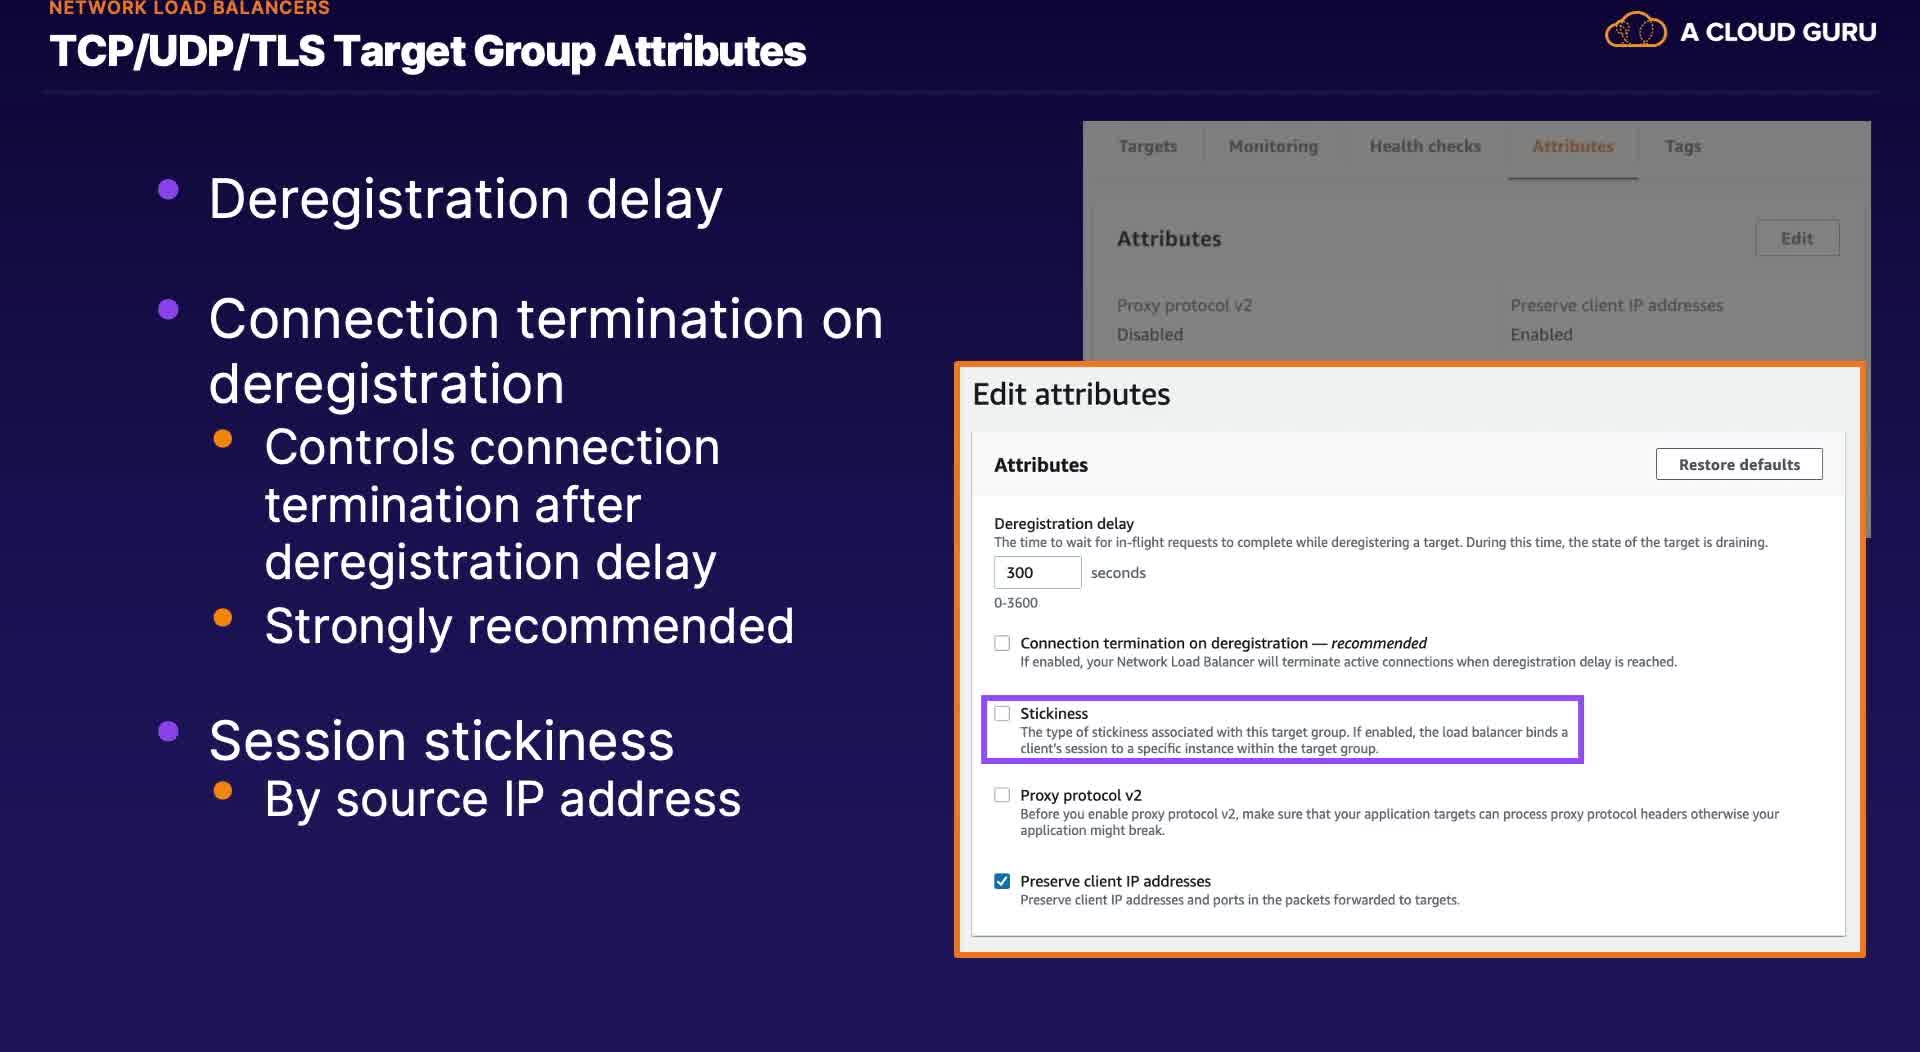 NETWORK LOAD BALANCERS
TCP/UDP/TLS Target Group Attributes
A CLOUD GURU
Deregistration delay
Connection termination on
deregistration
Controls connection
termination after
deregistration delay
Strongly recommended
Session stickiness
By source IP address
Targets Monitoring Health checks Attributes Tags
Attributes Edit
Proxy protocol v2 Preserve client IP addresses
Disabled Enabled
Edit attributes
Attributes Restore defaults
Deregistration delay
The time to wait for in-flight requests to complete while deregistering a target. During this time, the state of the target is draining.
300 seconds
0-3600
Connection termination on deregistration — recommended
If enabled, your Network Load Balancer will terminate active connections when deregistration delay is reached.
Stickiness
The type of stickiness associated with this target group. If enabled, the load balancer binds a
client's session to a specific instance within the target group.
Proxy protocol v2
Before you enable proxy protocol v2, make sure that your application targets can process proxy protocol headers otherwise your
application might break.
Preserve client IP addresses
Preserve client IP addresses and ports in the packets forwarded to targets.